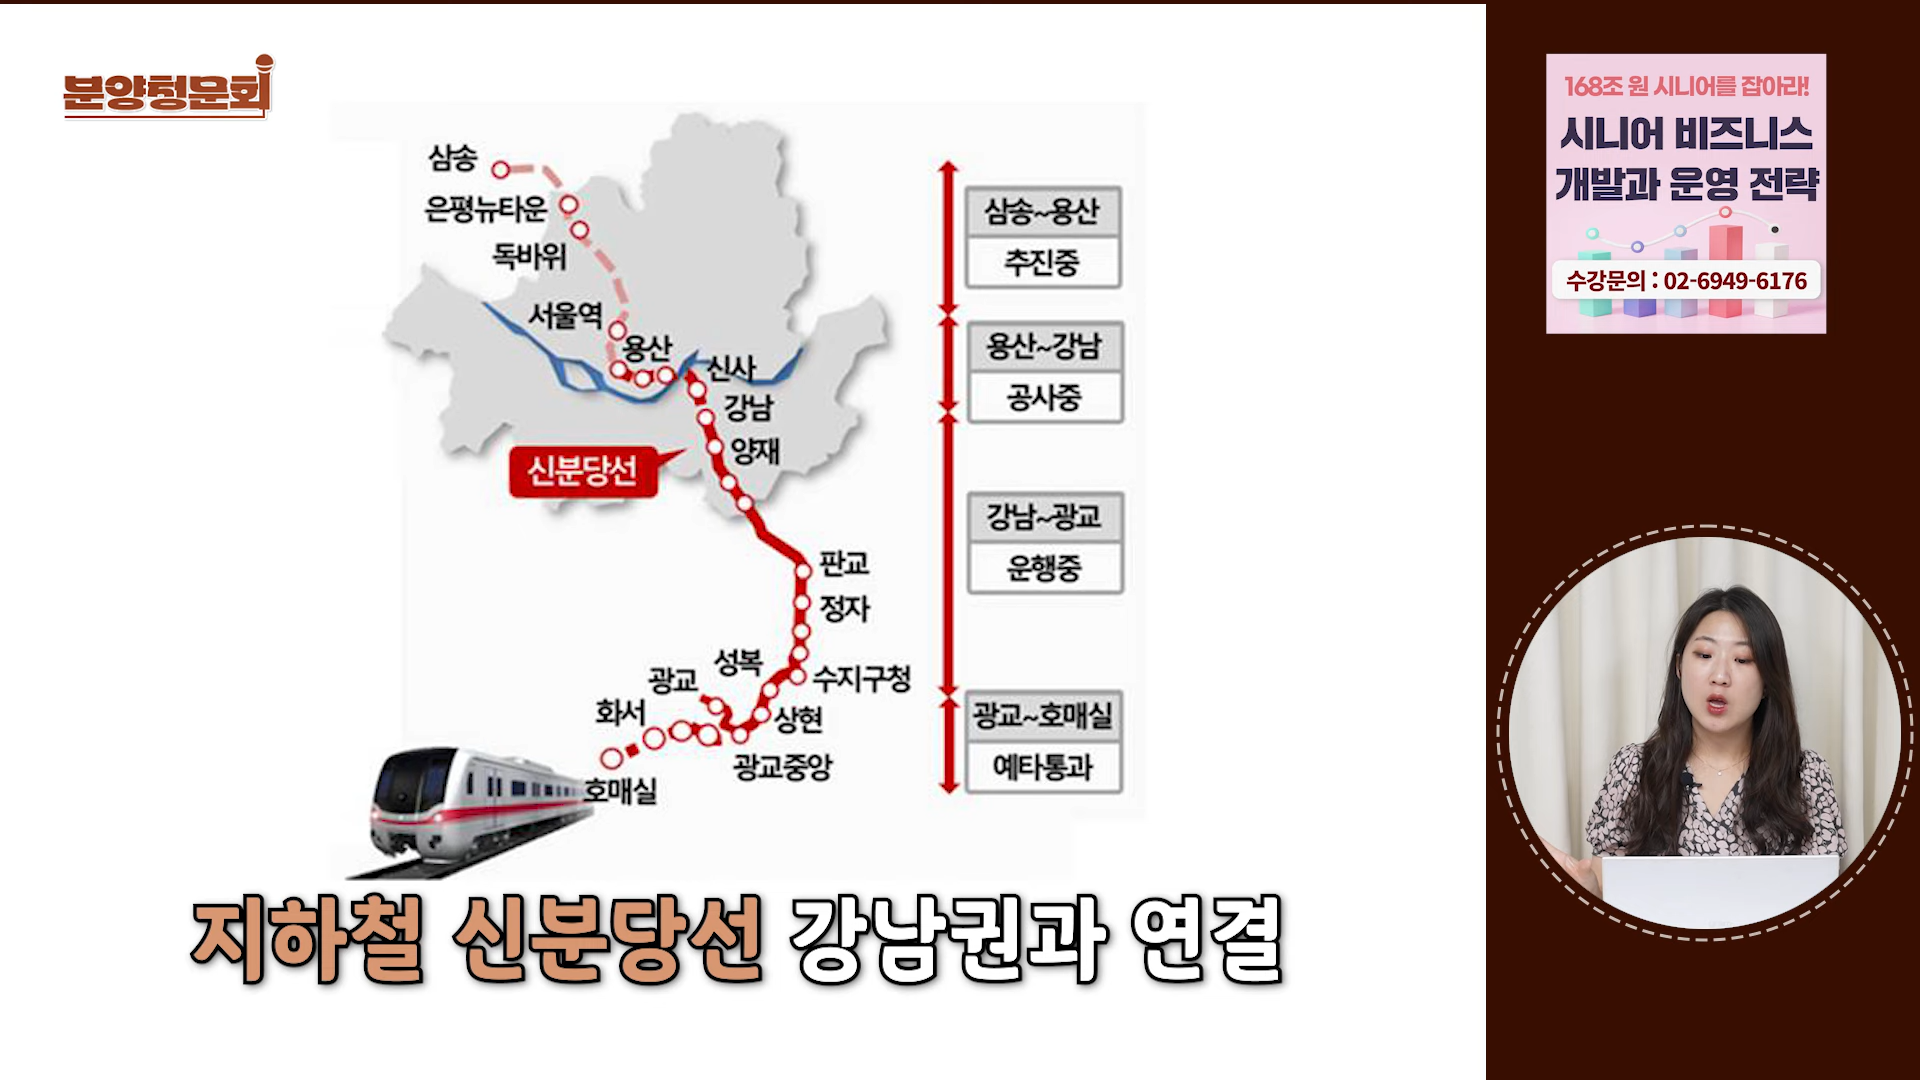 분양청문회
삼송
은평뉴타운
독바위
서울역
용산
신사
강남
양재
신분당선
판교
정자
성복
수지구청
광교
화서
상현
광교중앙
호매실
삼송~용산
추진중
용산~강남
공사중
강남~광교
운행중
광교~호매실
예타통과
지하철 신분당선 강남권과 연결
168조 원 시니어를 잡아라!
시니어 비즈니스
개발과 운영 전략
수강문의 : 02-6949-6176